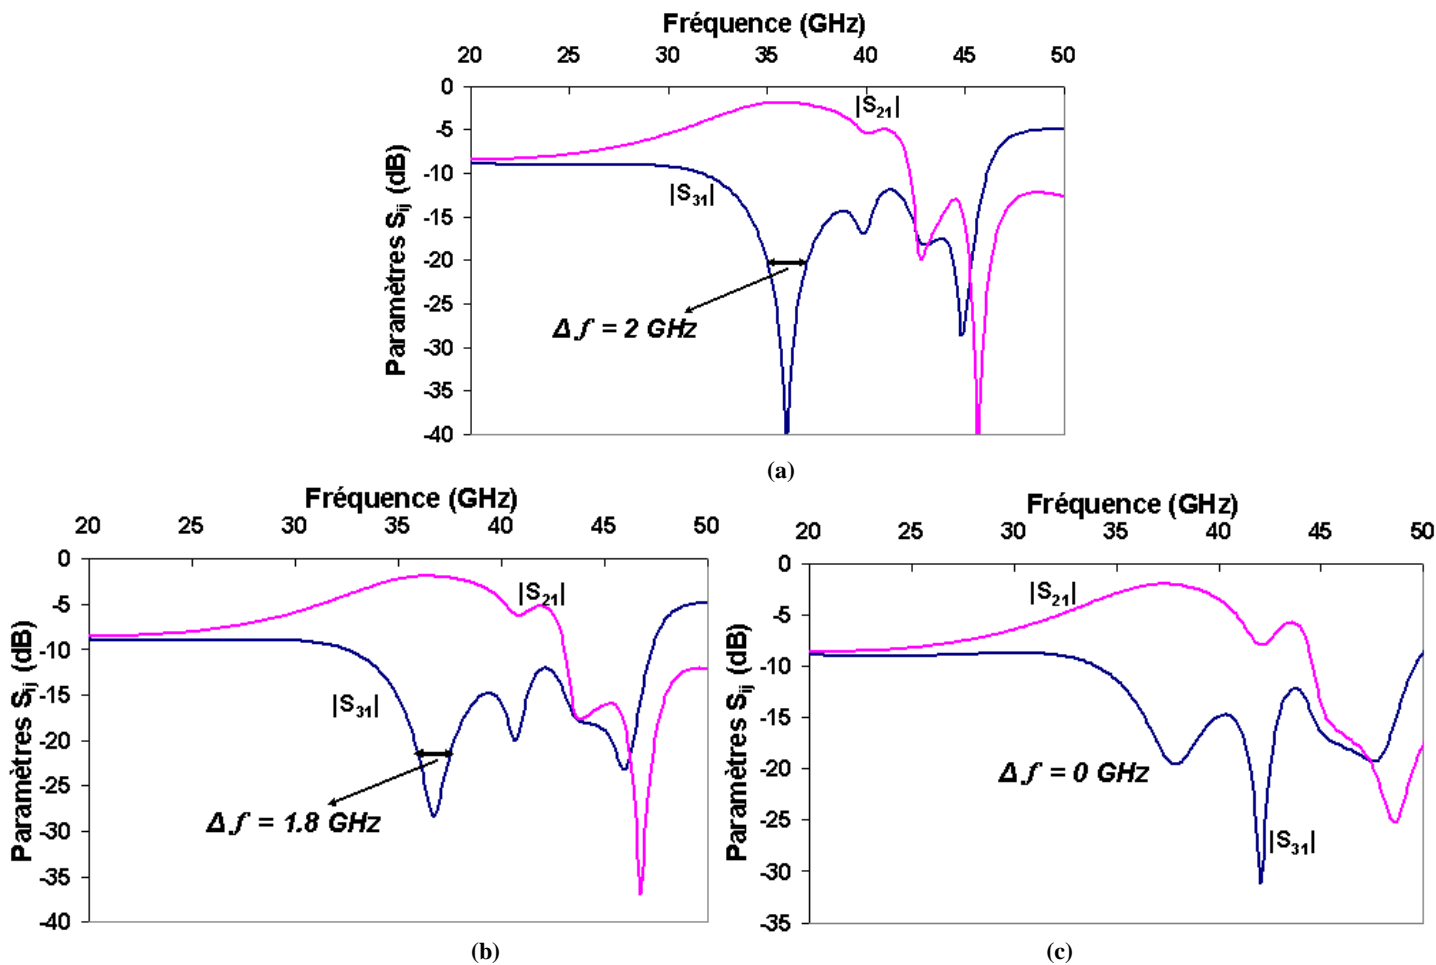 Fréquence (GHz)
20 25 30 35 40 45 50
0
-5
-10
-15
-20
-25
-30
-35
-40
Paramètres Sij (dB)
|S21|
|S31|
Δf = 2 GHz
(a)
Fréquence (GHz)
20 25 30 35 40 45 50
0
-5
-10
-15
-20
-25
-30
-35
-40
Paramètres Sij (dB)
|S21|
|S31|
Δf = 1.8 GHz
(b)
Fréquence (GHz)
20 25 30 35 40 45 50
0
-5
-10
-15
-20
-25
-30
-35
Paramètres Sij (dB)
|S21|
Δf = 0 GHz
|S31|
(c)